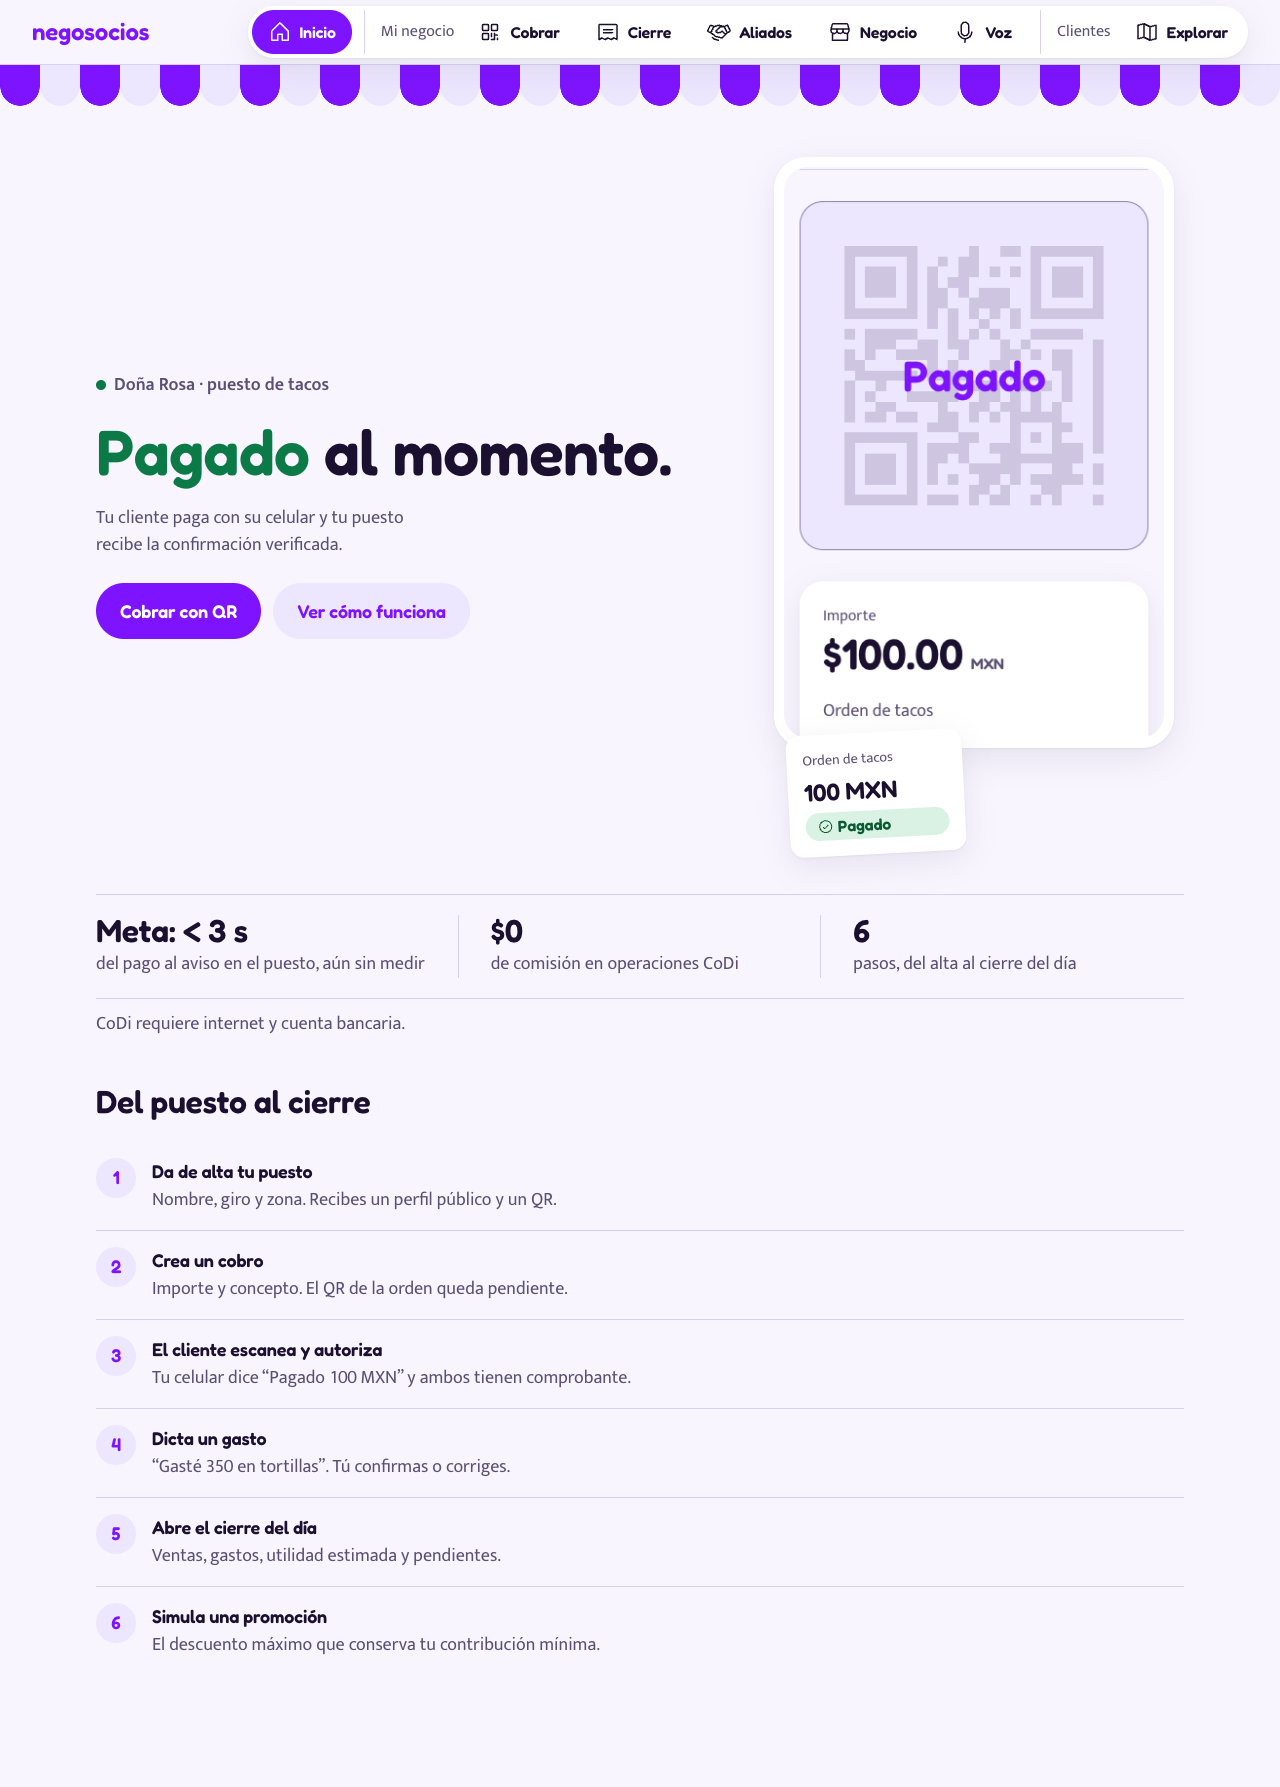 negosocios
Inicio
Mi negocio
Cobrar
Cierre
Aliados
Negocio
Voz
Clientes
Explorar
Doña Rosa · puesto de tacos
Pagado al momento.
Tu cliente paga con su celular y tu puesto
recibe la confirmación verificada.
Cobrar con QR
Ver cómo funciona
Pagado
Importe
$100.00 MXN
Orden de tacos
Orden de tacos
100 MXN
Pagado
Meta: < 3 s
del pago al aviso en el puesto, aún sin medir
$0
de comisión en operaciones CoDi
6
pasos, del alta al cierre del día
CoDi requiere internet y cuenta bancaria.
Del puesto al cierre
1
Da de alta tu puesto
Nombre, giro y zona. Recibes un perfil público y un QR.
2
Crea un cobro
Importe y concepto. El QR de la orden queda pendiente.
3
El cliente escanea y autoriza
Tu celular dice “Pagado 100 MXN” y ambos tienen comprobante.
4
Dicta un gasto
“Gasté 350 en tortillas”. Tú confirmas o corriges.
5
Abre el cierre del día
Ventas, gastos, utilidad estimada y pendientes.
6
Simula una promoción
El descuento máximo que conserva tu contribución mínima.